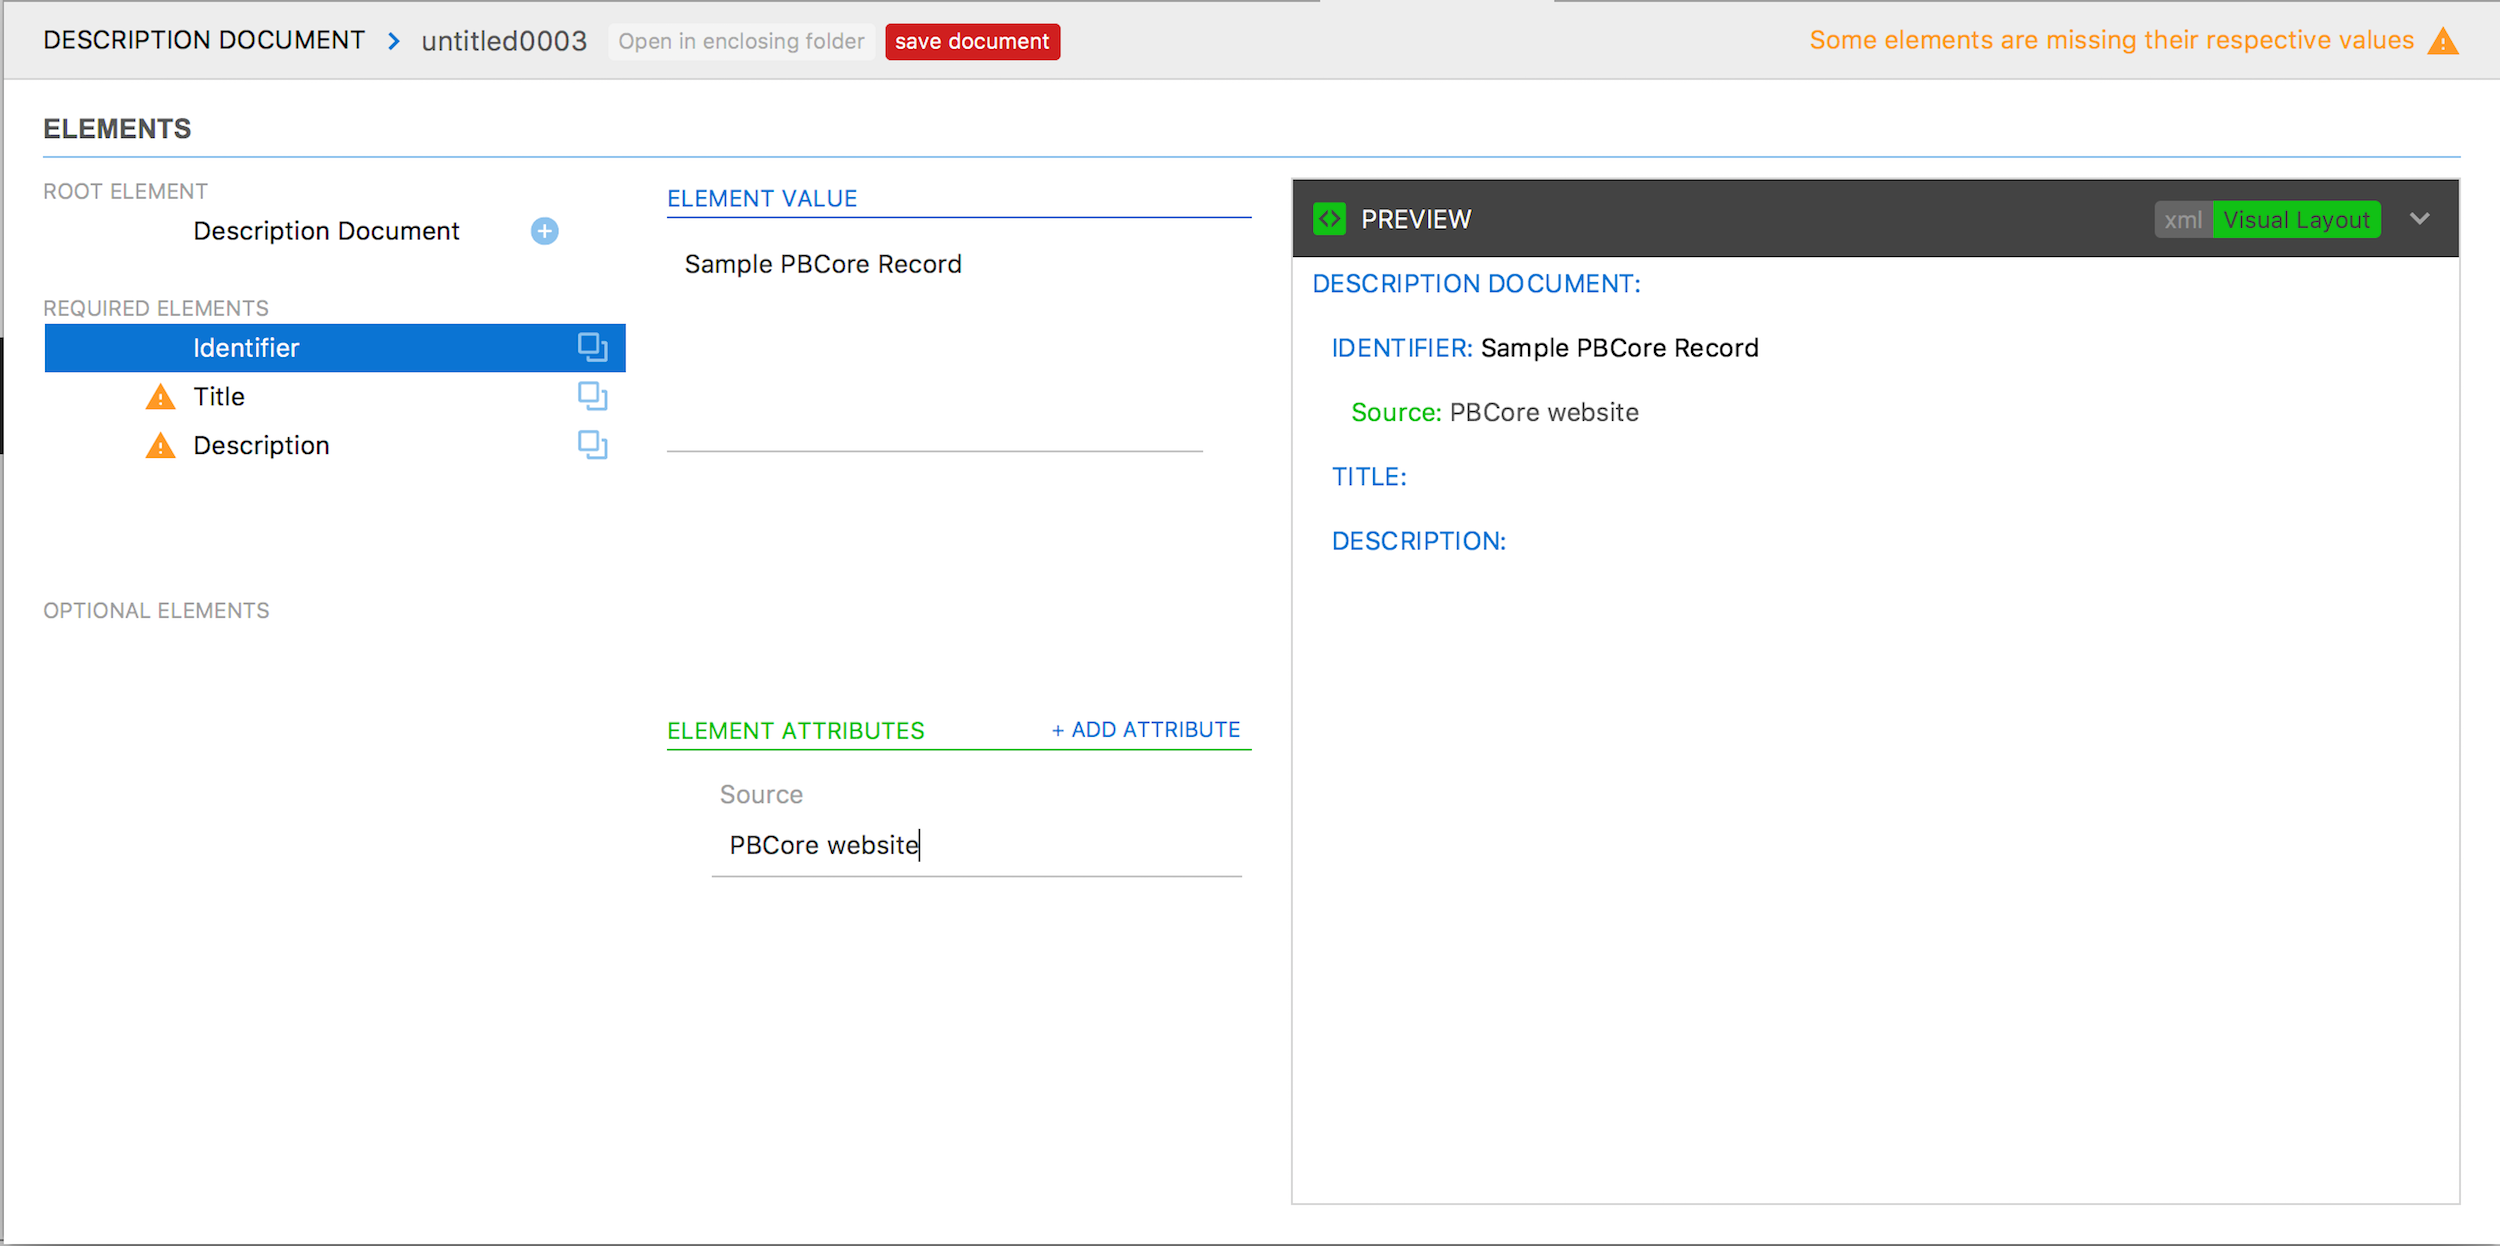 DESCRIPTION DOCUMENT > untitled0003 Open in enclosing folder save document Some elements are missing their respective values
ELEMENTS
ROOT ELEMENT
Description Document
REQUIRED ELEMENTS
Identifier
Title
Description
OPTIONAL ELEMENTS
ELEMENT VALUE
Sample PBCore Record
ELEMENT ATTRIBUTES + ADD ATTRIBUTE
Source
PBCore website
PREVIEW xml Visual Layout
DESCRIPTION DOCUMENT:
IDENTIFIER: Sample PBCore Record
Source: PBCore website
TITLE:
DESCRIPTION: